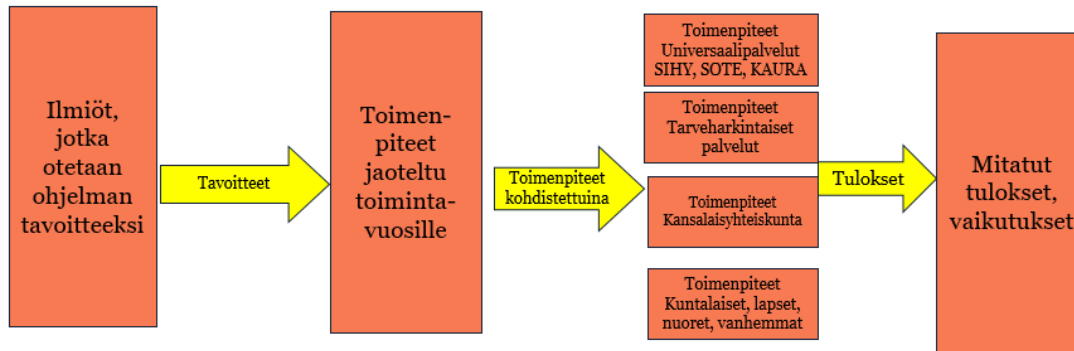 Ilmiöt,
jotka
otetaan
ohjelman
tavoitteeksi
Tavoitteet
Toimen-
piteet
jaoteltu
toiminta-
vuosille
Toimenpiteet
kohdistettuina
Toimenpiteet
Universaalipalvelut
SIHY, SOTE, KAURA
Toimenpiteet
Tarveharkintaiset
palvelut
Toimenpiteet
Kansalaisyhteiskunta
Toimenpiteet
Kuntalaiset, lapset,
nuoret, vanhemmat
Tulokset
Mitatut
tulokset,
vaikutukset